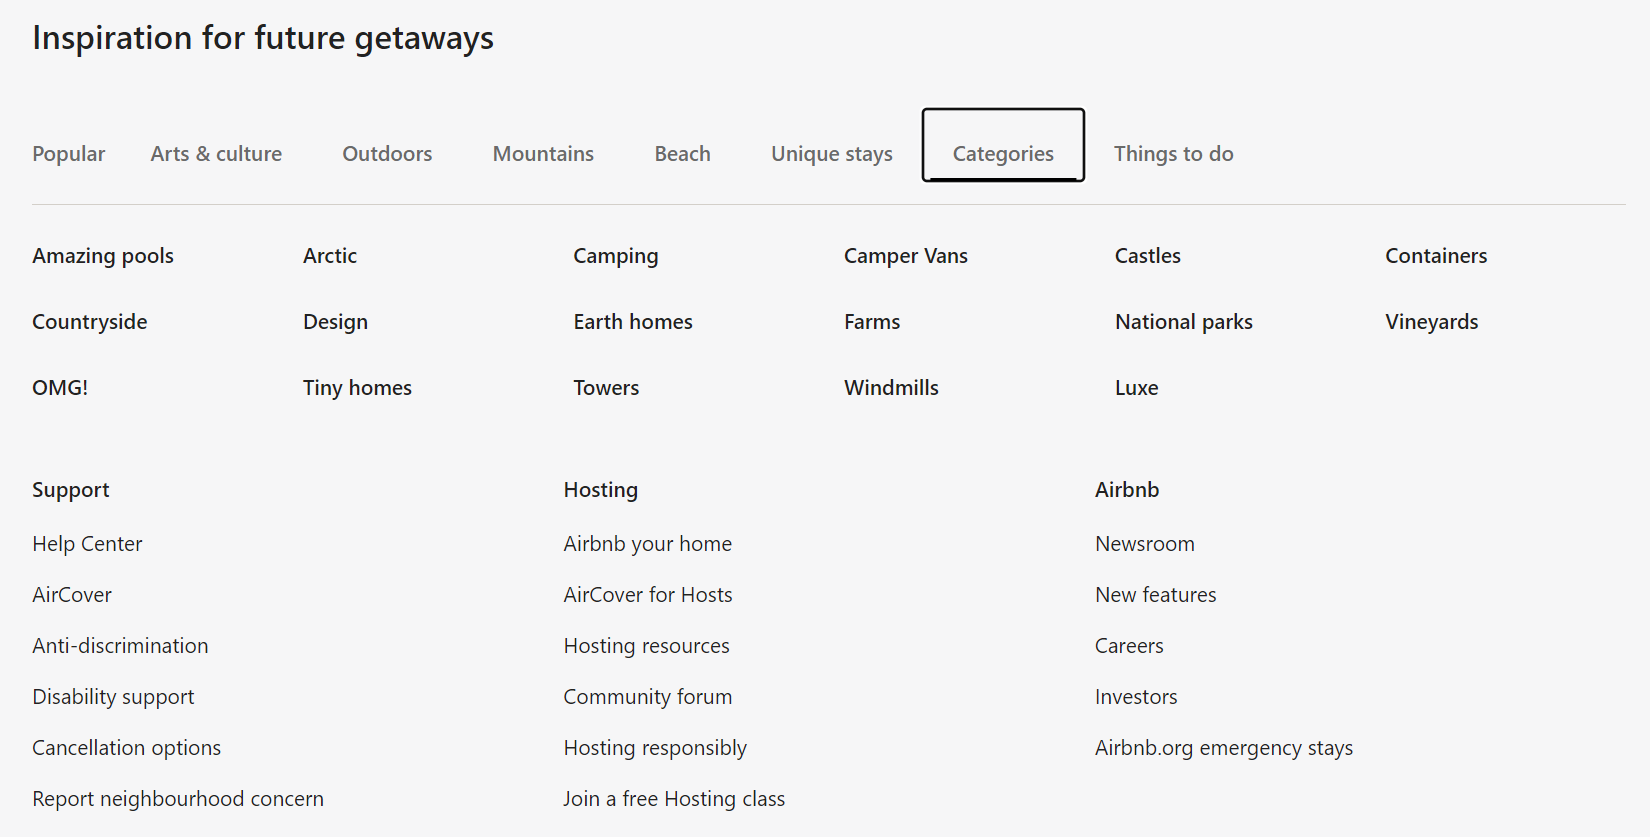 Inspiration for future getaways
Popular Arts & culture Outdoors Mountains Beach Unique stays Categories Things to do
Amazing pools Arctic Camping Camper Vans Castles Containers
Countryside Design Earth homes Farms National parks Vineyards
OMG! Tiny homes Towers Windmills Luxe
Support
Help Center
AirCover
Anti-discrimination
Disability support
Cancellation options
Report neighbourhood concern
Hosting
Airbnb your home
AirCover for Hosts
Hosting resources
Community forum
Hosting responsibly
Join a free Hosting class
Airbnb
Newsroom
New features
Careers
Investors
Airbnb.org emergency stays